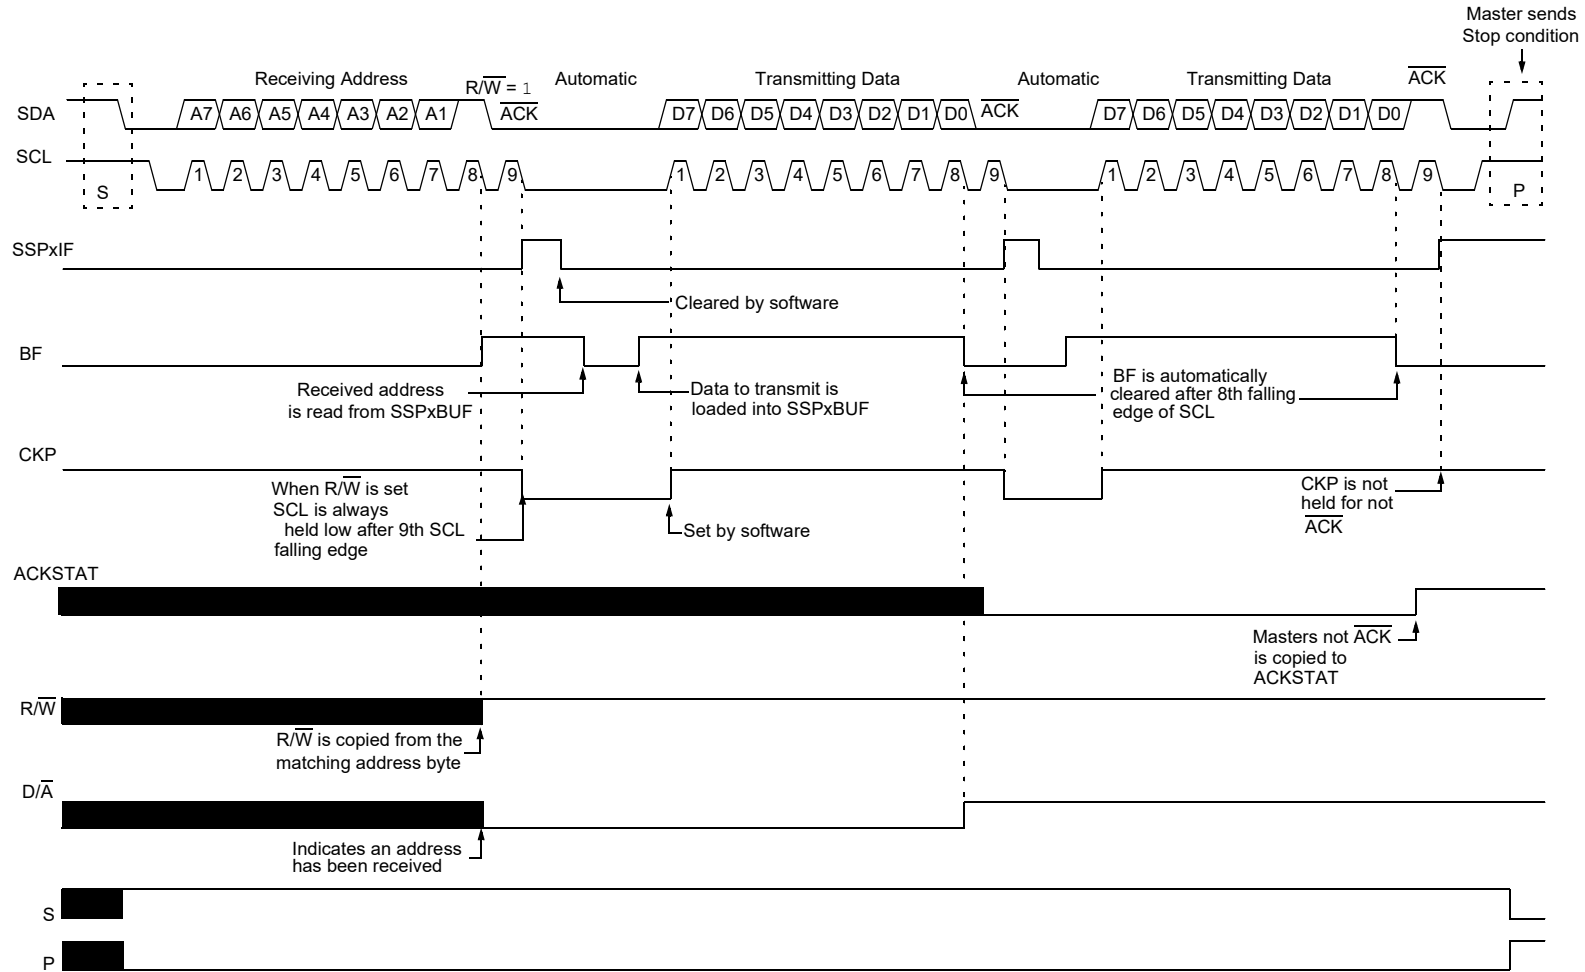 Master sends
Stop condition
Receiving Address
R/W̅ = 1
Automatic
Transmitting Data
Automatic
Transmitting Data
A̅C̅K̅
SDA
A7 A6 A5 A4 A3 A2 A1
A̅C̅K̅
D7 D6 D5 D4 D3 D2 D1 D0
A̅C̅K̅
D7 D6 D5 D4 D3 D2 D1 D0
SCL
S
1 2 3 4 5 6 7 8 9
1 2 3 4 5 6 7 8 9
1 2 3 4 5 6 7 8 9
P
SSPxIF
Cleared by software
BF
Received address
is read from SSPxBUF
Data to transmit is
loaded into SSPxBUF
BF is automatically
cleared after 8th falling
edge of SCL
CKP
When R/W̅ is set
SCL is always
held low after 9th SCL
falling edge
Set by software
CKP is not
held for not
A̅C̅K̅
ACKSTAT
Masters not A̅C̅K̅
is copied to
ACKSTAT
R/W̅
R/W̅ is copied from the
matching address byte
D/A̅
Indicates an address
has been received
S
P